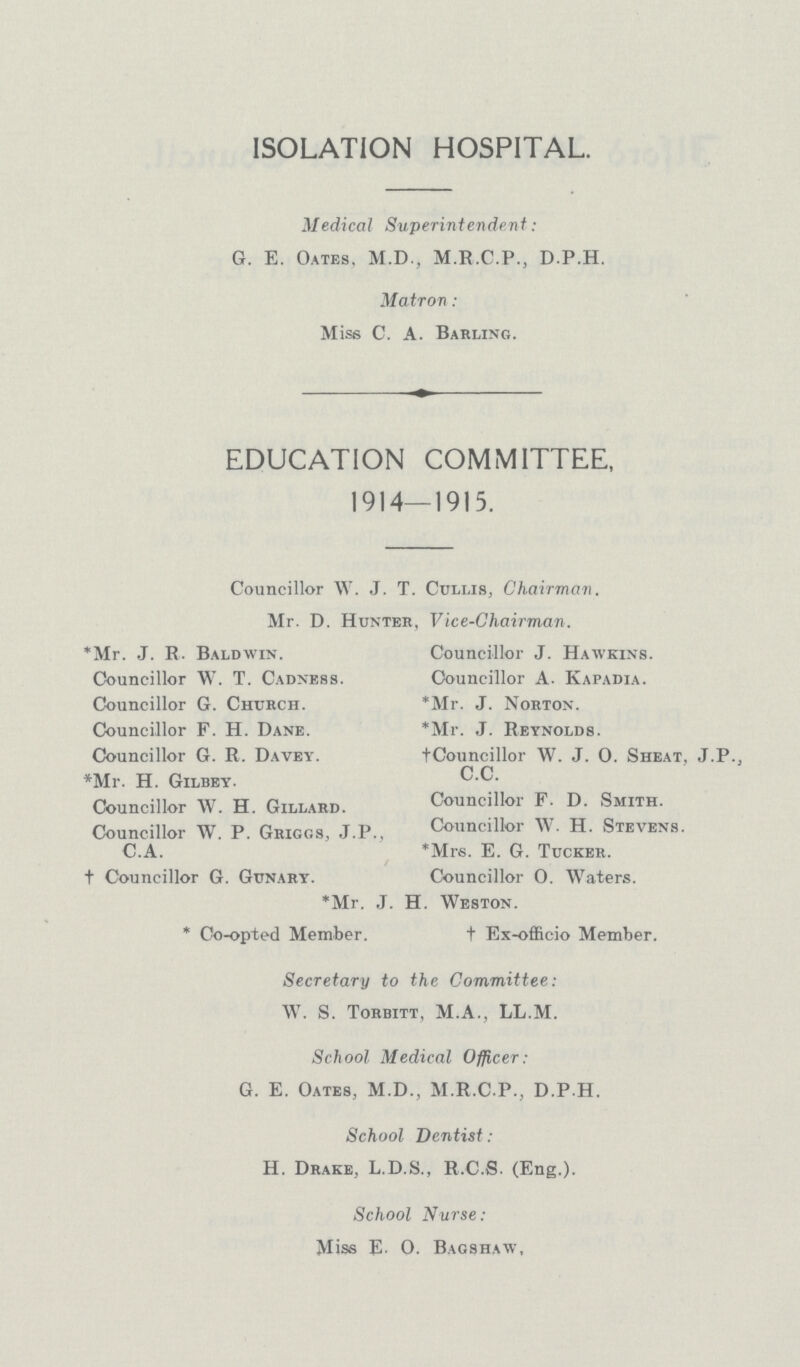 ISOLATION HOSPITAL.
Medical Superintendent:
G. E. OATES, M.D., M.R.C.P., D.P.H.
Matron:
Miss C. A. BARLING.
EDUCATION COMMITTEE,
1914—1915.
Councillor W. J. T. CULLIS, Chairman.
Mr. D. HUNTER, Vice-Chairman.
*Mr. J. R. BALDWIN.
Councillor W. T. CADNESS.
Councillor G. CHURCH.
Councillor F. H. DANE.
Councillor G. R. DAVEY.
*Mr. H. GILBEY.
Councillor W. H. GILLARD.
Councillor W. P. GRIGGS, J.P.,
C.A.
† Councillor G. GUNARY.
Councillor J. HAWKINS.
Councillor A. KAPADIA.
*Mr. J. NORTON.
*Mr. J. REYNOLDS.
†Councillor W. J. O. SHEAT, J.P.,
C.C.
Councillor F. D. SMITH.
Councillor W. H. STEVENS.
*Mrs. E. G. TUCKER.
Councillor O. Waters.
*Mr. J. H. WESTON.
* Co-opted Member. † Ex-officio Member.
Secretary to the Committee:
W. S. TORBITT, M.A., LL.M.
School Medical Officer:
G. E. OATES, M.D., M.R.C.P., D.P.H.
School Dentist:
H. DRAKE, L.D.S., R.C.S. (Eng.).
School Nurse:
Miss E. O. BAGSHAW,